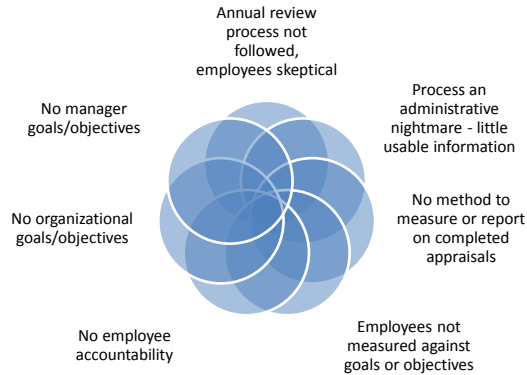 Annual review
process not
followed,
employees skeptical
Process an
administrative
nightmare - little
usable information
No method to
measure or report
on completed
appraisals
Employees not
measured against
goals or objectives
No employee
accountability
No organizational
goals/objectives
No manager
goals/objectives